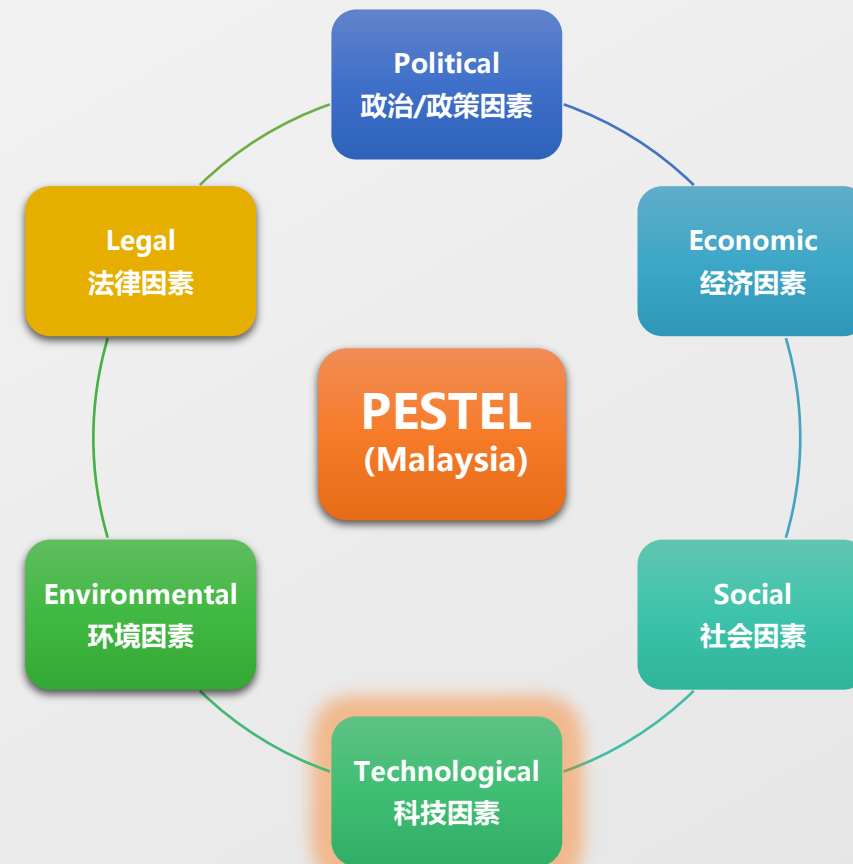 Political
政治/政策因素
Legal
法律因素
Economic
经济因素
PESTEL
(Malaysia)
Environmental
环境因素
Social
社会因素
Technological
科技因素